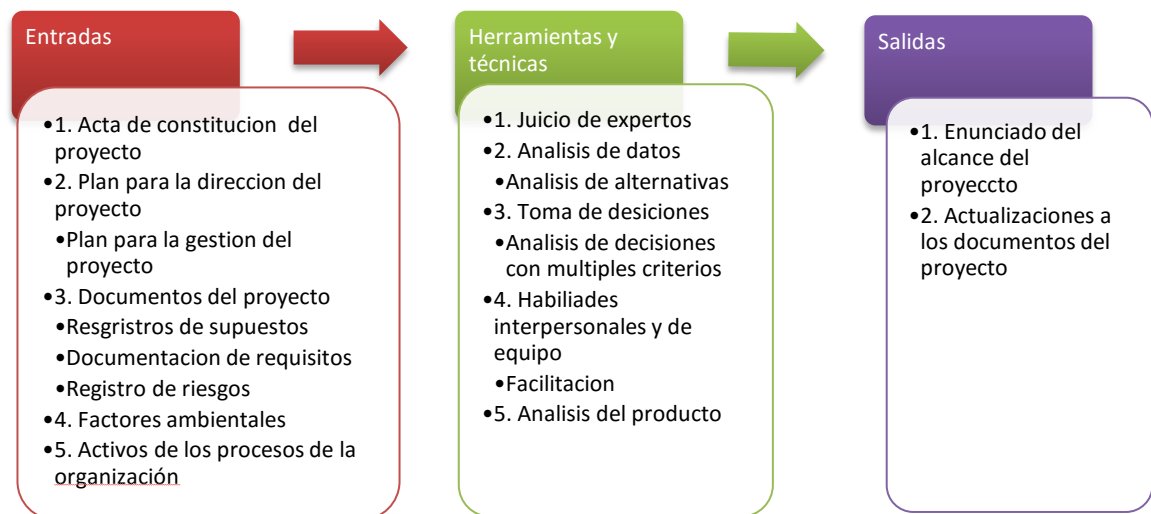 Entradas
•1. Acta de constitucion  del
proyecto
•2. Plan para la direccion del
proyecto
•Plan para la gestion del
proyecto
•3. Documentos del proyecto
•Resgristros de supuestos
•Documentacion de requisitos
•Registro de riesgos
•4. Factores ambientales
•5. Activos de los procesos de la
organización
Herramientas y
técnicas
•1. Juicio de expertos
•2. Analisis de datos
•Analisis de alternativas
•3. Toma de desiciones
•Analisis de decisiones
con multiples criterios
•4. Habiliades
interpersonales y de
equipo
•Facilitacion
•5. Analisis del producto
Salidas
•1. Enunciado del
alcance del
proyeccto
•2. Actualizaciones a
los documentos del
proyecto